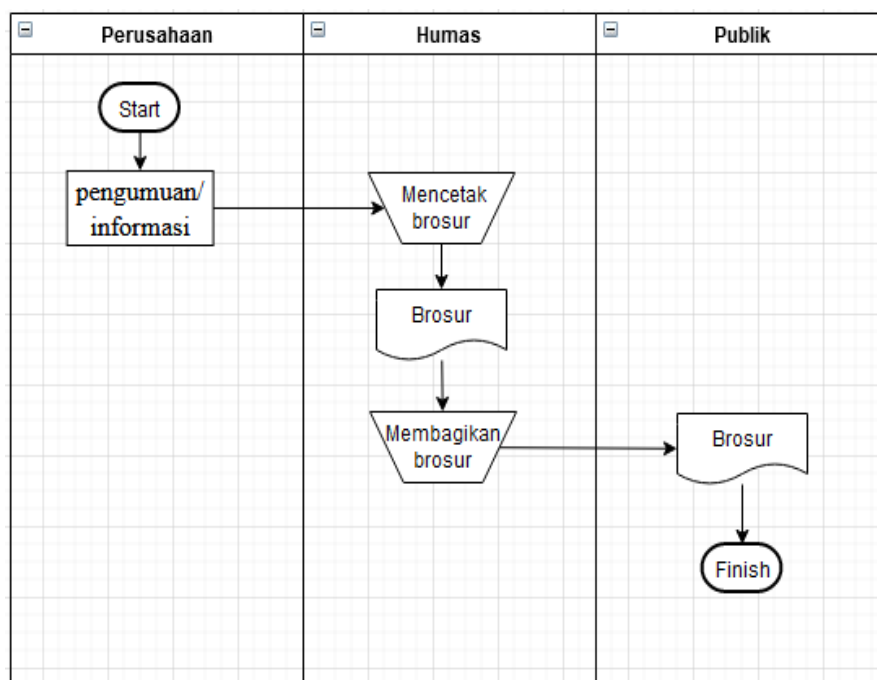 Perusahaan
Humas
Publik
Start
pengumuan/
informasi
Mencetak
brosur
Brosur
Membagikan
brosur
Brosur
Finish